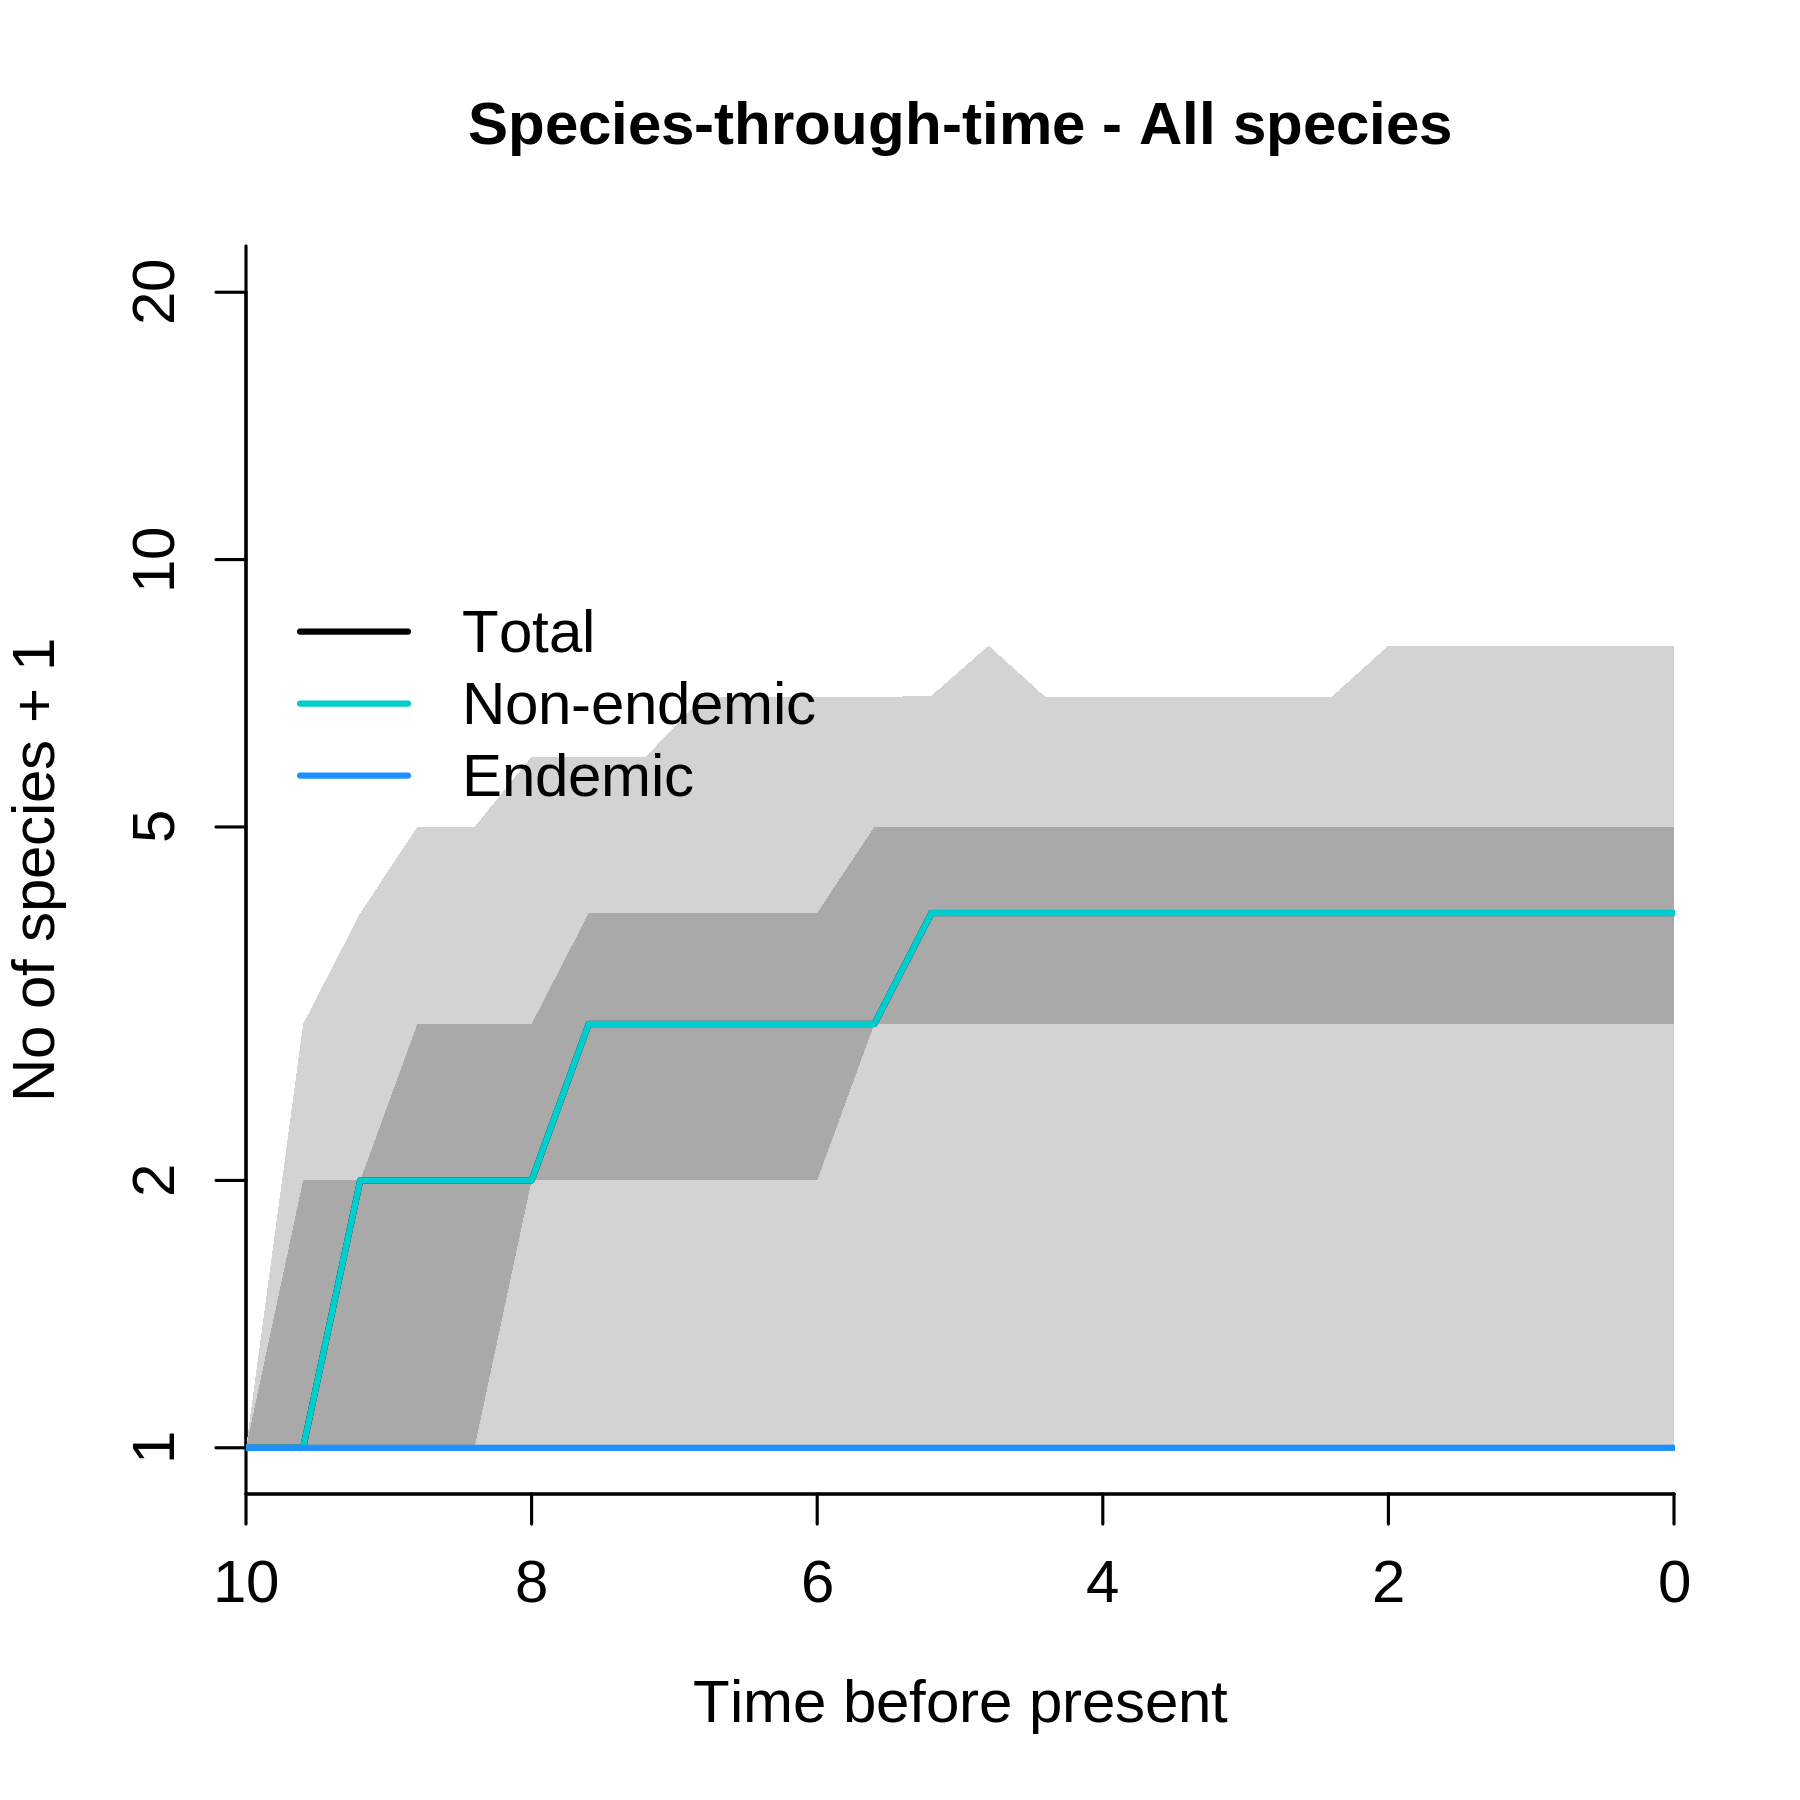 Species-through-time - All species
No of species + 1
20
10
5
2
1
Total
Non-endemic
Endemic
10 8 6 4 2 0
Time before present